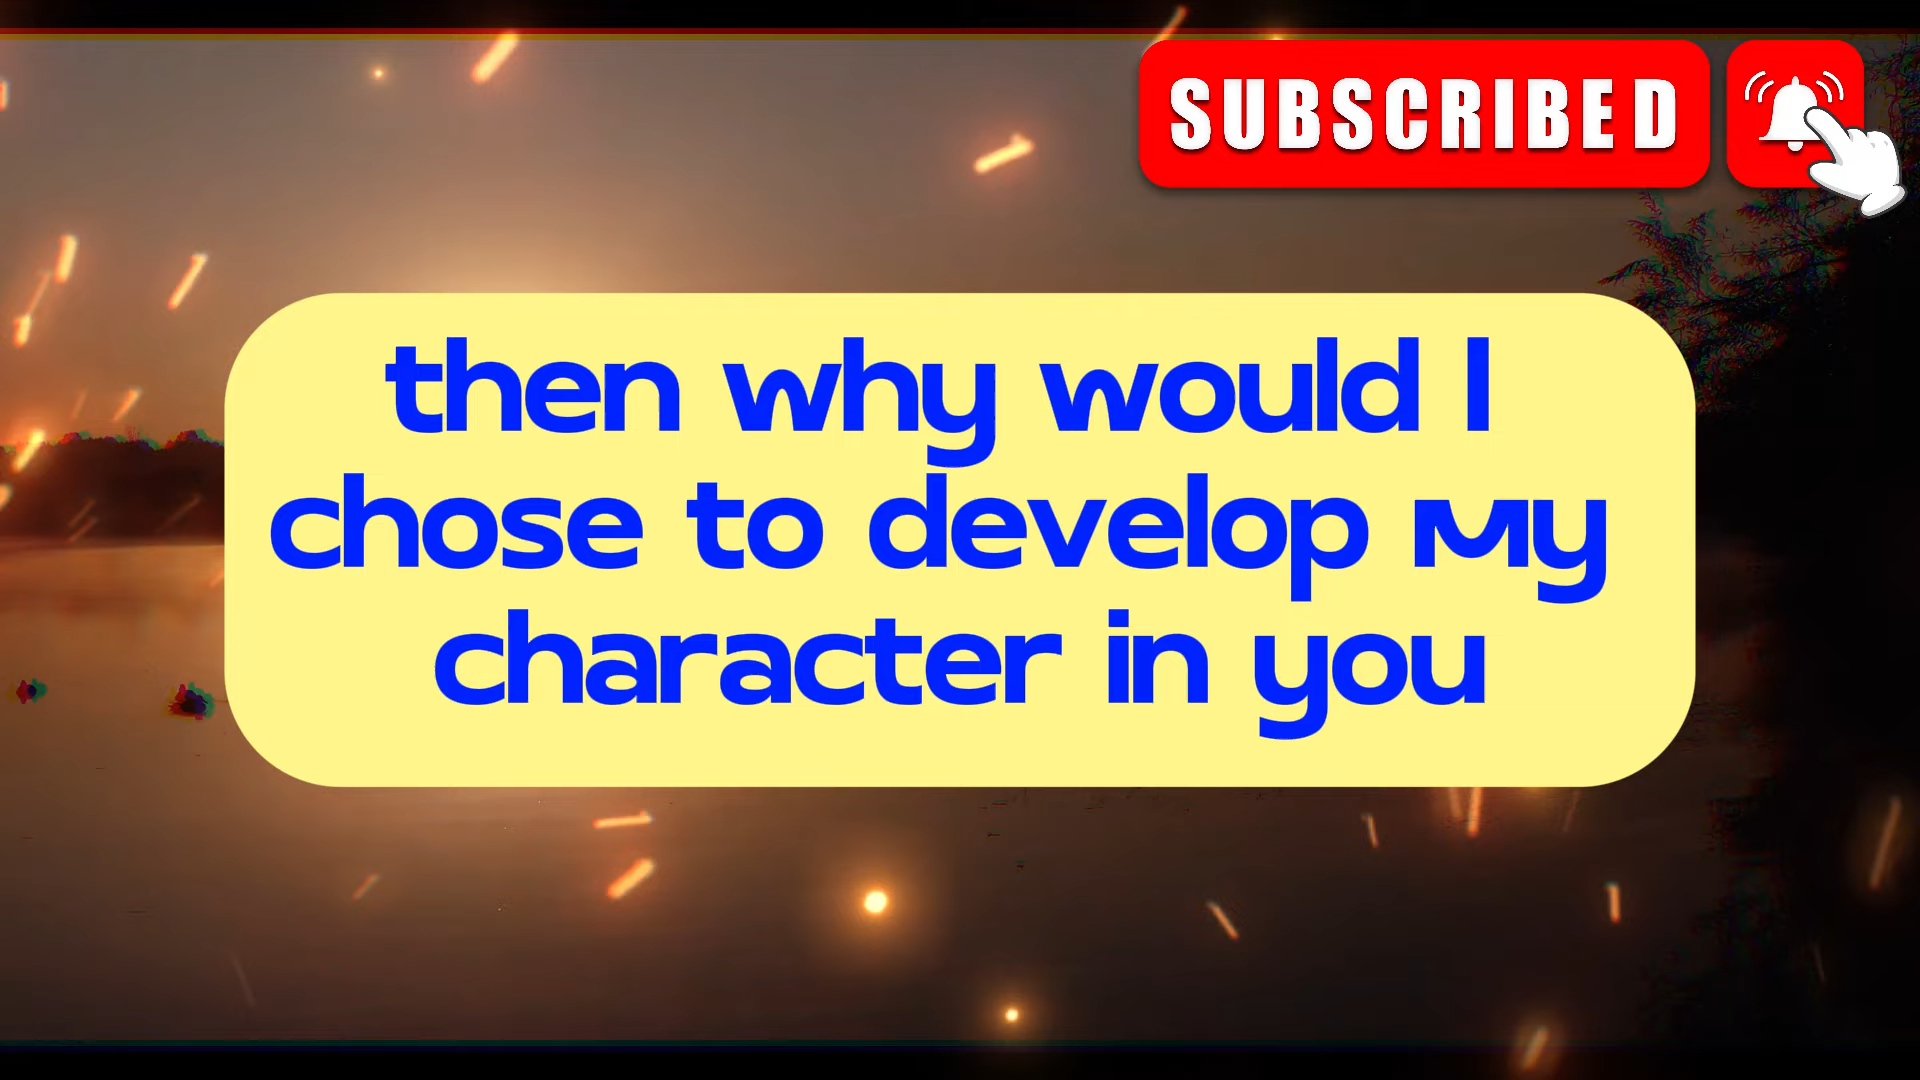 SUBSCRIBED
then why would I
chose to develop My
character in you